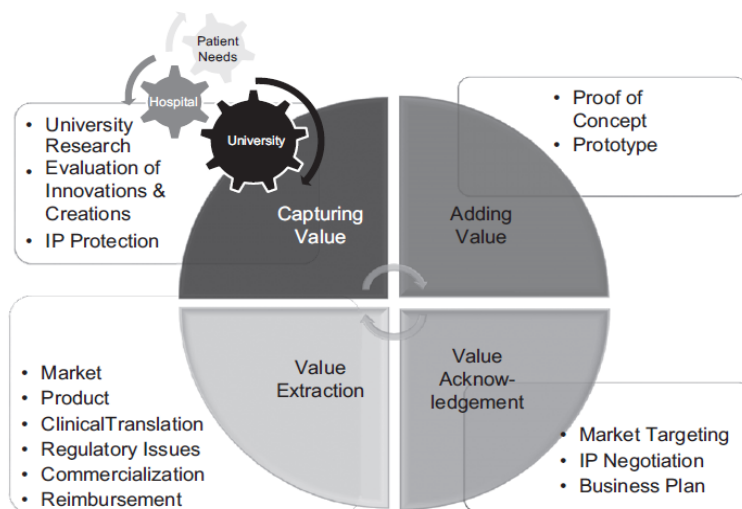 Patient
Needs
Hospital
University
• University
Research
• Evaluation of
Innovations &
Creations
• IP Protection
Capturing
Value
• Proof of
Concept
• Prototype
Adding
Value
Value
Extraction
• Market
• Product
• ClinicalTranslation
• Regulatory Issues
• Commercialization
• Reimbursement
Value
Acknow-
ledgement
• Market Targeting
• IP Negotiation
• Business Plan